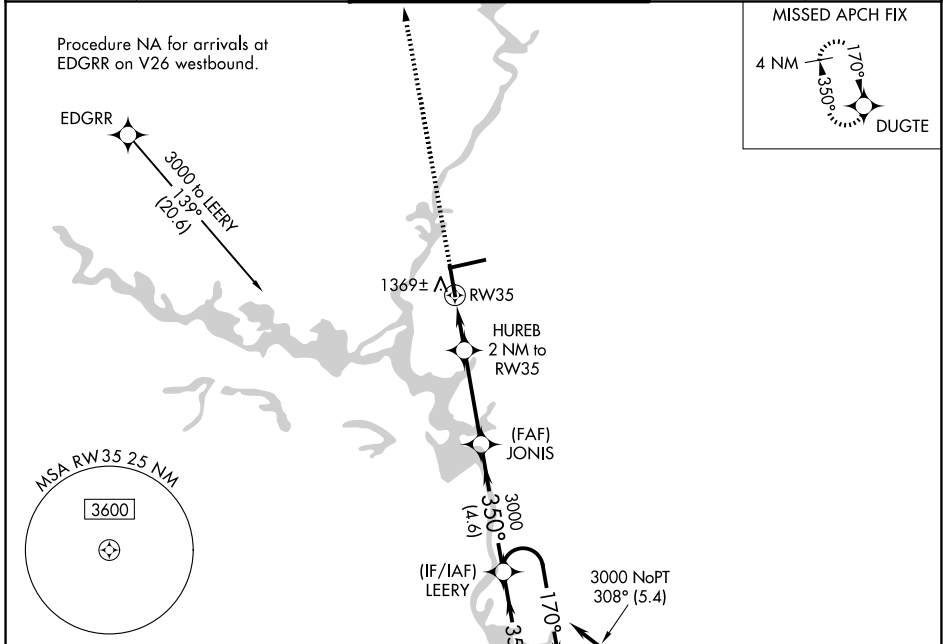 Procedure NA for arrivals at
EDGRR on V26 westbound.
EDGRR
3000 to LEERY
139°
(20.6)
MISSED APCH FIX
4 NM
170°
350°
DUGTE
1369±
RW35
HUREB
2 NM to
RW35
(FAF)
JONIS
3000
350°
(4.6)
MSA RW35 25 NM
3600
(IF/IAF)
LEERY
3000 NoPT
308° (5.4)
170°